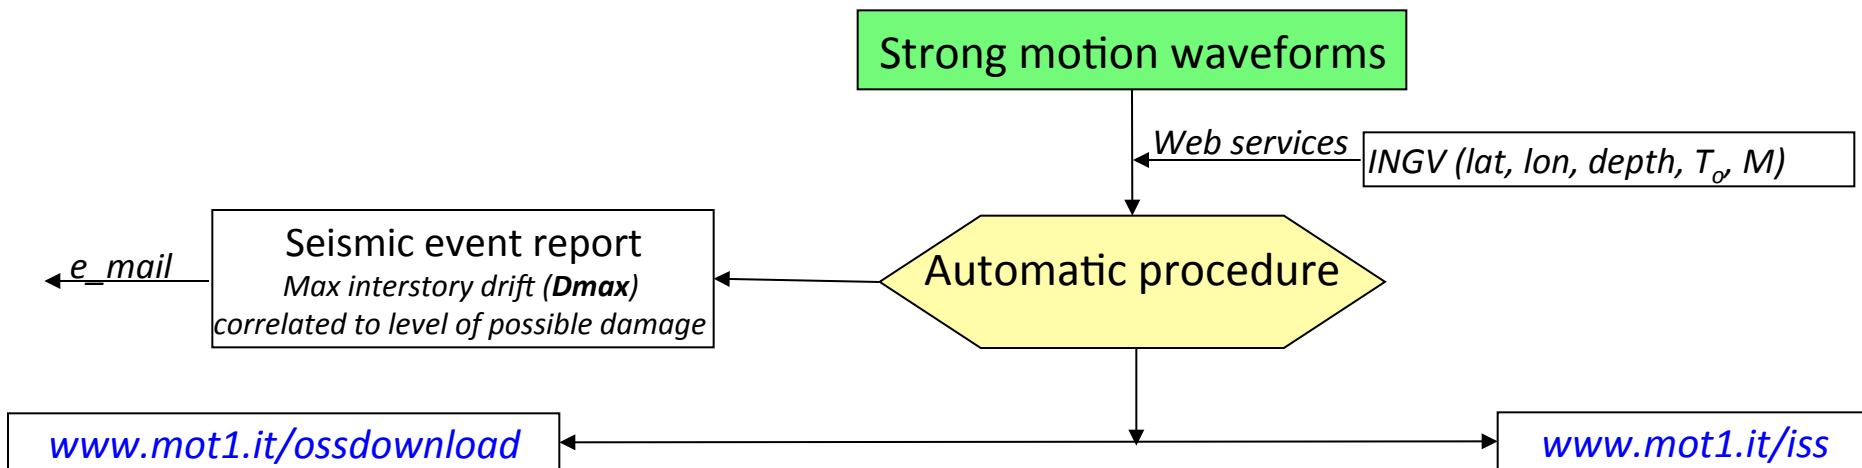 Strong motion waveforms
Web services
INGV (lat, lon, depth, To, M)
Seismic event report
Max interstory drift (Dmax)
correlated to level of possible damage
e_mail
Automatic procedure
www.mot1.it/ossdownload
www.mot1.it/iss